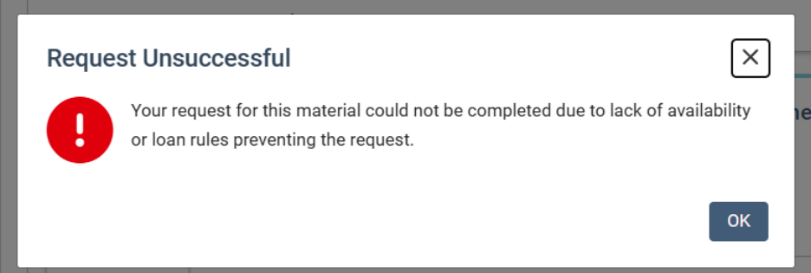 Request Unsuccessful
Your request for this material could not be completed due to lack of availability
or loan rules preventing the request.
OK